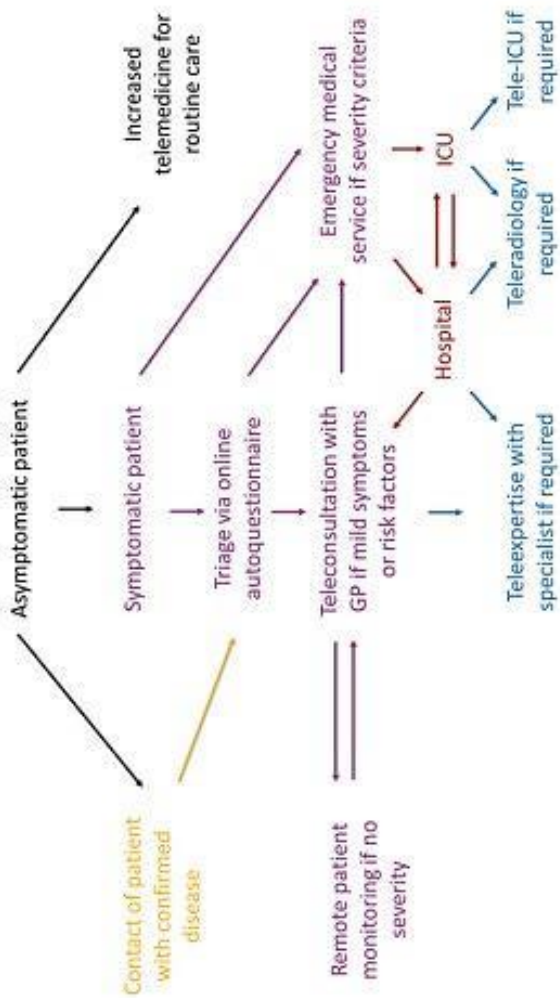 Asymptomatic patient
Contact of patient
with confirmed
disease
Symptomatic patient
Increased
telemedicine for
routine care
Triage via online
autoquestionnaire
Remote patient
monitoring if no
severity
Teleconsultation with
GP if mild symptoms
or risk factors
Emergency medical
service if severity criteria
Hospital
ICU
Teleexpertise with
specialist if required
Teleradiology if
required
Tele-ICU if
required